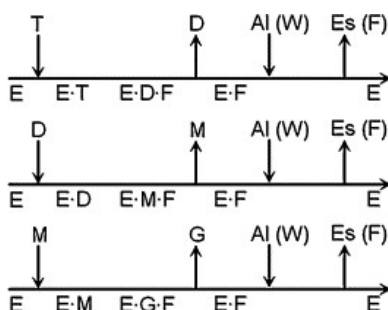 T D Al (W) Es (F)
E E·T E·D·F E·F E
D M Al (W) Es (F)
E E·D E·M·F E·F E
M G Al (W) Es (F)
E E·M E·G·F E·F E